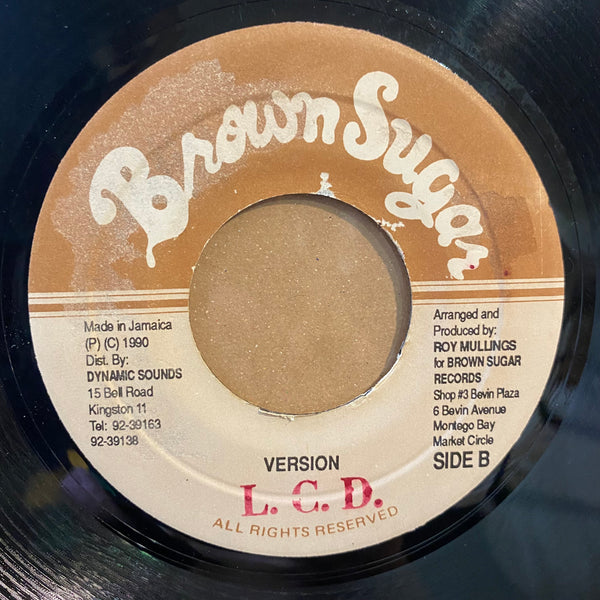 Brown Sugar
Made in Jamaica
(P) (C) 1990
Dist. By:
DYNAMIC SOUNDS
15 Bell Road
Kingston 11
Tel: 92-39163
92-39138
Arranged and
Produced by:
ROY MULLINGS
for BROWN SUGAR
RECORDS
Shop #3 Bevin Plaza
6 Bevin Avenue
Montego Bay
Market Circle
SIDE B
VERSION
L. C. D.
ALL RIGHTS RESERVED